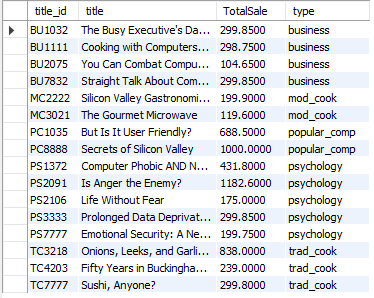 title_id title TotalSale type
BU1032 The Busy Executive's Da... 299.8500 business
BU1111 Cooking with Computers... 298.7500 business
BU2075 You Can Combat Compu... 104.6500 business
BU7832 Straight Talk About Com... 299.8500 business
MC2222 Silicon Valley Gastronomi... 199.9000 mod_cook
MC3021 The Gourmet Microwave 119.6000 mod_cook
PC1035 But Is It User Friendly? 688.5000 popular_comp
PC8888 Secrets of Silicon Valley 1000.0000 popular_comp
PS1372 Computer Phobic AND N... 431.8000 psychology
PS2091 Is Anger the Enemy? 1182.6000 psychology
PS2106 Life Without Fear 175.0000 psychology
PS3333 Prolonged Data Deprivat... 299.8500 psychology
PS7777 Emotional Security: A Ne... 199.7500 psychology
TC3218 Onions, Leeks, and Garli... 838.0000 trad_cook
TC4203 Fifty Years in Buckingha... 239.0000 trad_cook
TC7777 Sushi, Anyone? 299.8000 trad_cook